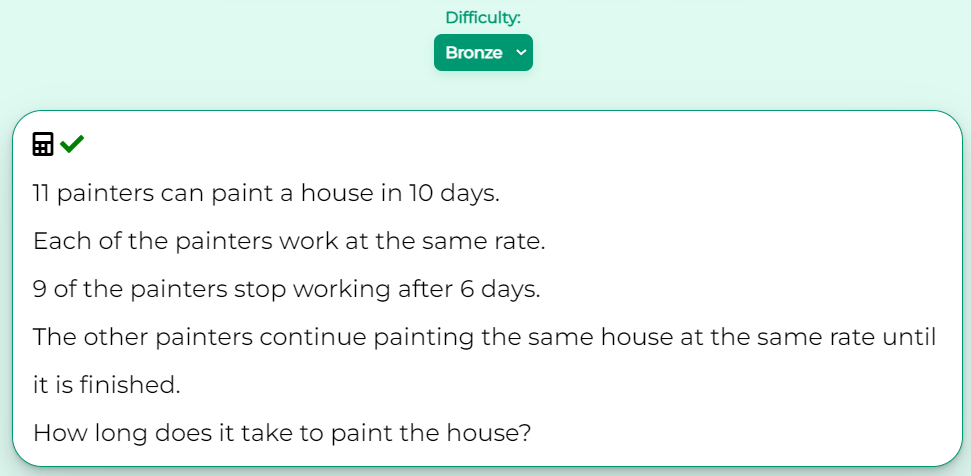 Difficulty:
Bronze
11 painters can paint a house in 10 days.
Each of the painters work at the same rate.
9 of the painters stop working after 6 days.
The other painters continue painting the same house at the same rate until
it is finished.
How long does it take to paint the house?